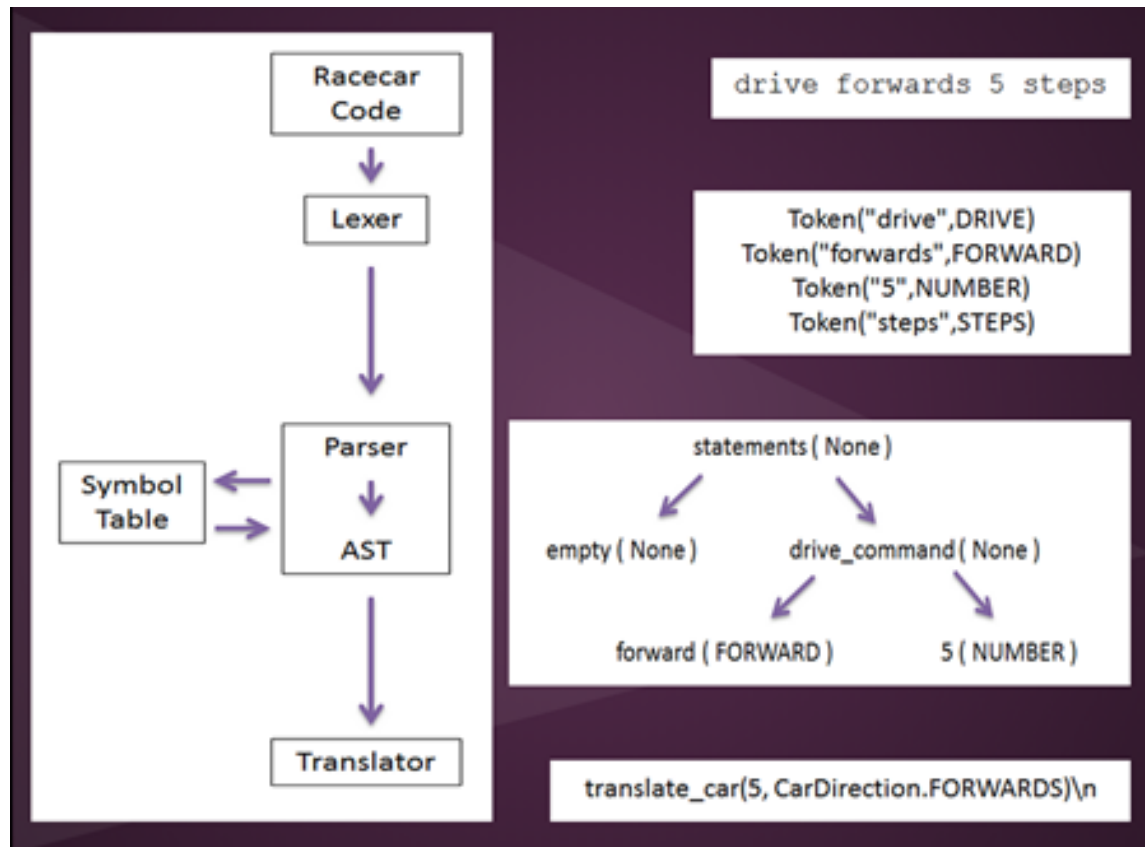 Racecar
Code
Lexer
Parser
Symbol
Table
AST
Translator
drive forwards 5 steps
Token("drive",DRIVE)
Token("forwards",FORWARD)
Token("5",NUMBER)
Token("steps",STEPS)
statements ( None )
empty ( None ) drive_command ( None )
forward ( FORWARD ) 5 ( NUMBER )
translate_car(5, CarDirection.FORWARDS)\n